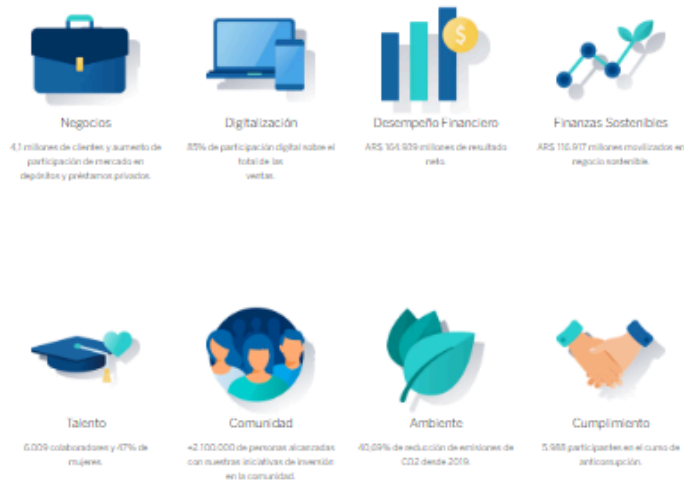 $
Negocios
4,1 millones de clientes y aumento de
participación de mercado en
depósitos y préstamos privados.
Digitalización
85% de participación digital sobre el
total de las
ventas.
Desempeño Financiero
ARS 164.939 millones de resultado
neto.
Finanzas Sostenibles
ARS 116.917 millones movilizados en
negocio sostenible.
Talento
6.009 colaboradores y 47% de
mujeres.
Comunidad
+2.100.000 de personas alcanzadas
con nuestras iniciativas de inversión
en la comunidad.
Ambiente
40,69% de reducción de emisiones de
CO2 desde 2019.
Cumplimiento
5.988 participantes en el curso de
anticorrupción.